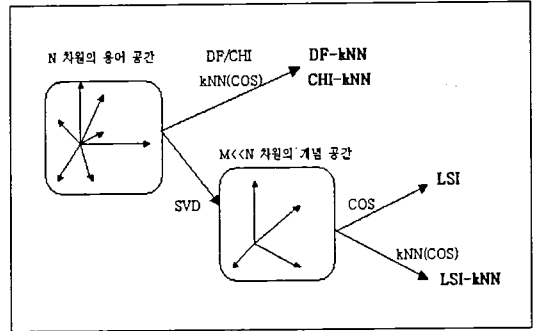 N 차원의 용어 공간
DF/CHI
kNN(COS)
DF-kNN
CHI-kNN
M<<N 차원의 개념 공간
SVD
COS
LSI
kNN(COS)
LSI-kNN